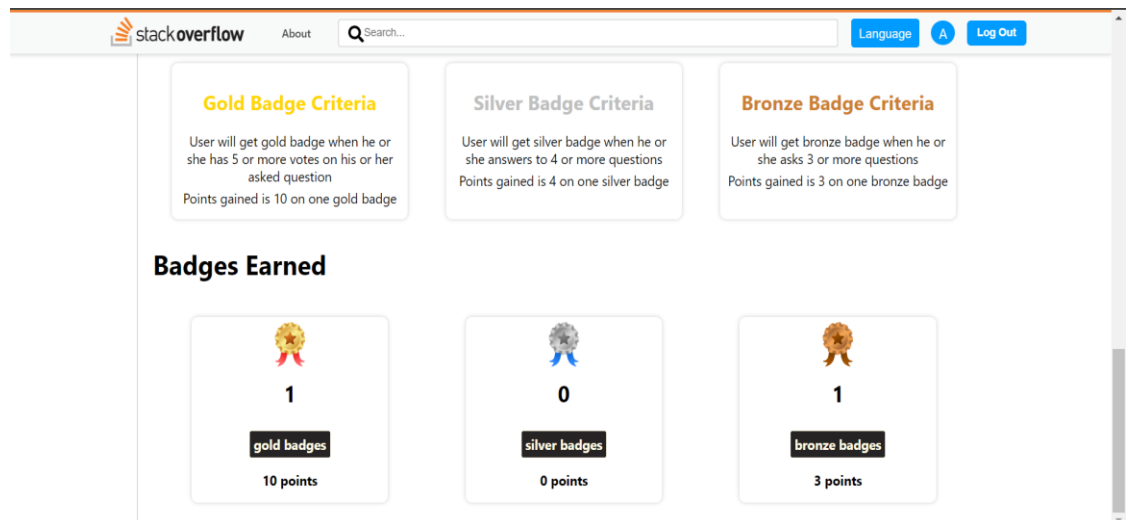 stackoverflow About Search... Language A Log Out
Gold Badge Criteria
User will get gold badge when he or
she has 5 or more votes on his or her
asked question
Points gained is 10 on one gold badge
Silver Badge Criteria
User will get silver badge when he or
she answers to 4 or more questions
Points gained is 4 on one silver badge
Bronze Badge Criteria
User will get bronze badge when he or
she asks 3 or more questions
Points gained is 3 on one bronze badge
Badges Earned
1
gold badges
10 points
0
silver badges
0 points
1
bronze badges
3 points